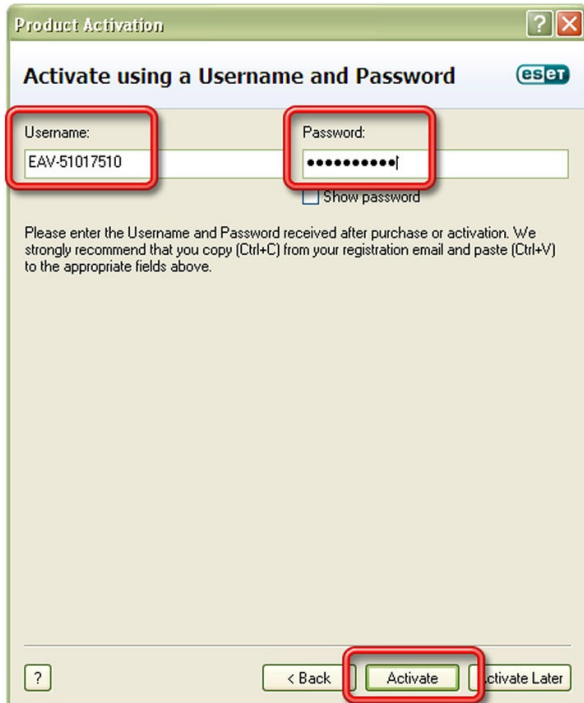 Product Activation
?
Activate using a Username and Password
eseT
Username:
Password:
EAV-51017510
••••••••••
Show password
Please enter the Username and Password received after purchase or activation. We
strongly recommend that you copy (Ctrl+C) from your registration email and paste (Ctrl+V)
to the appropriate fields above.
?
< Back
Activate
ctivate Later